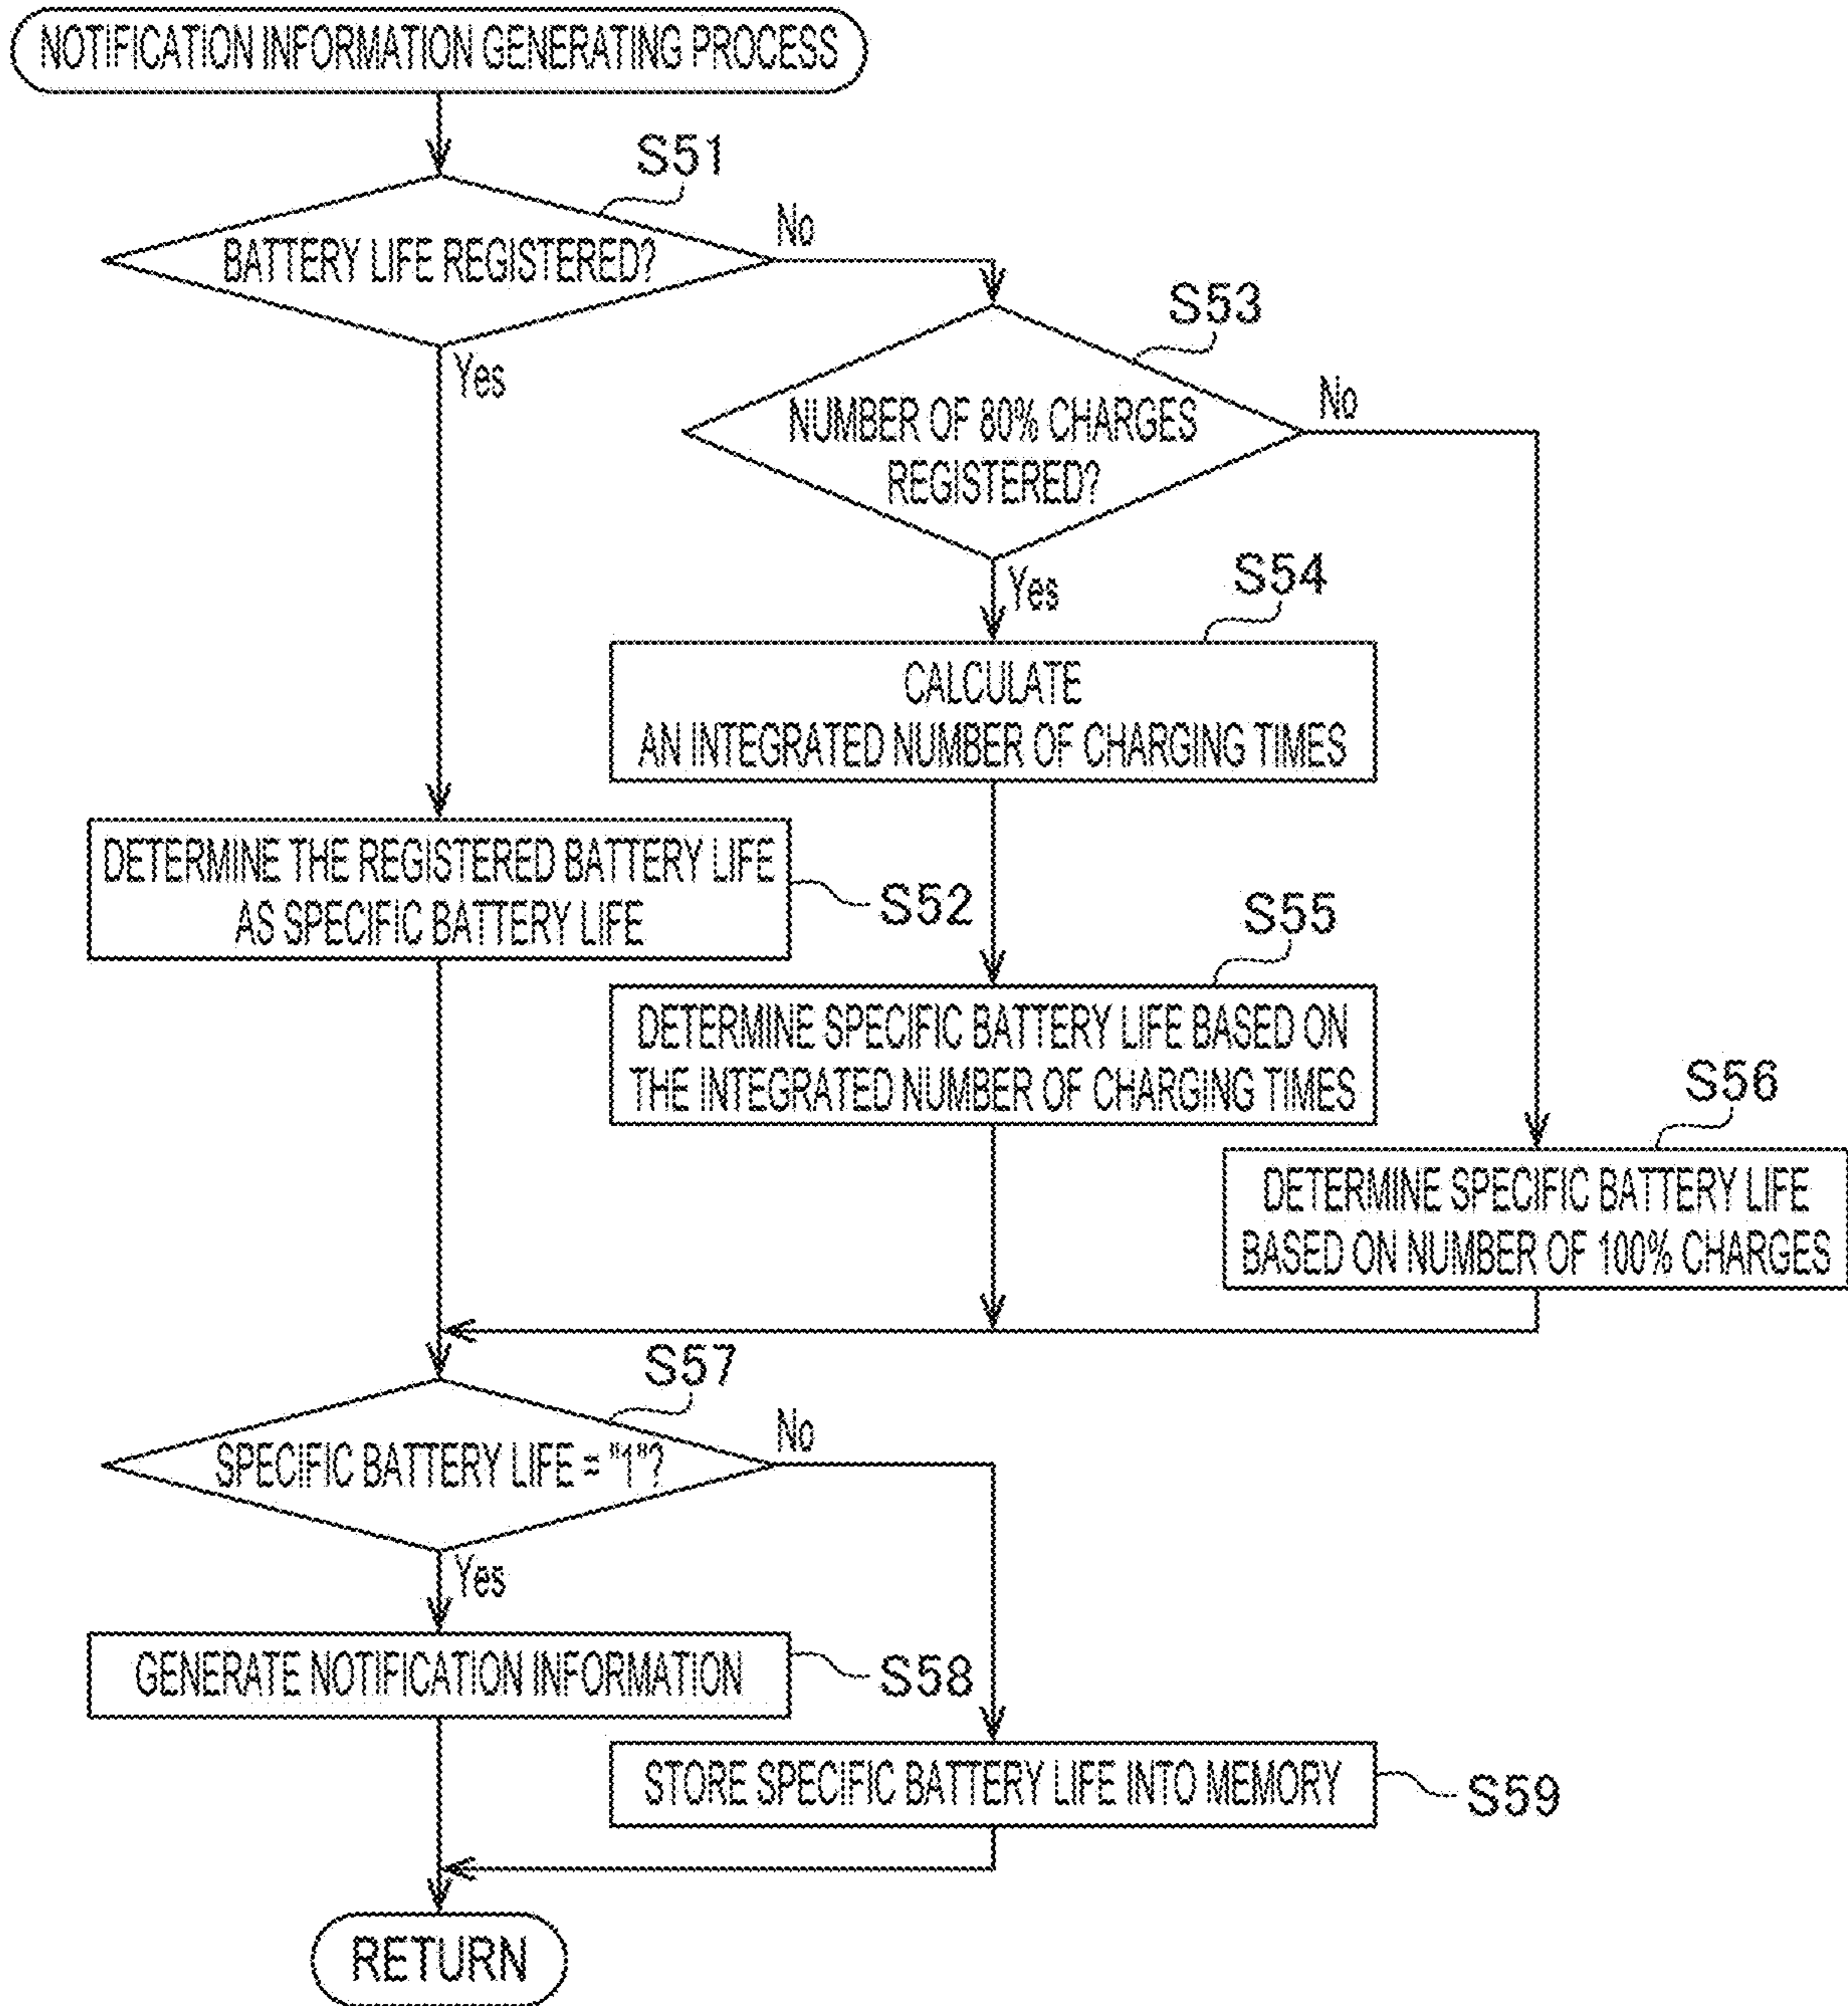 NOTIFICATION INFORMATION GENERATING PROCESS
S51
BATTERY LIFE REGISTERED?
No
Yes
S53
NUMBER OF 80% CHARGES
REGISTERED?
No
Yes
S54
CALCULATE
AN INTEGRATED NUMBER OF CHARGING TIMES
DETERMINE THE REGISTERED BATTERY LIFE
AS SPECIFIC BATTERY LIFE
S52
S55
DETERMINE SPECIFIC BATTERY LIFE BASED ON
THE INTEGRATED NUMBER OF CHARGING TIMES
S56
DETERMINE SPECIFIC BATTERY LIFE
BASED ON NUMBER OF 100% CHARGES
S57
SPECIFIC BATTERY LIFE = "1"?
No
Yes
GENERATE NOTIFICATION INFORMATION
S58
STORE SPECIFIC BATTERY LIFE INTO MEMORY
S59
RETURN